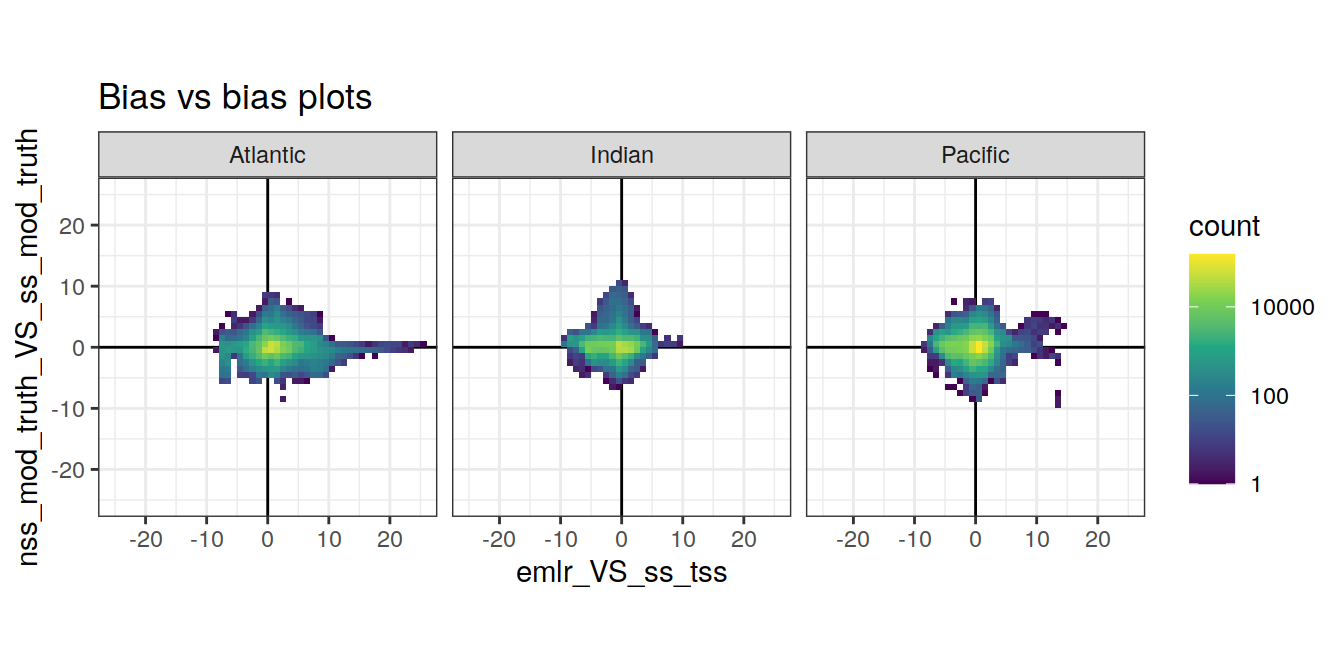 Bias vs bias plots
Atlantic
Indian
Pacific
nss_mod_truth_VS_ss_mod_truth
20
10
0
-10
-20
-20 -10 0 10 20
-20 -10 0 10 20
-20 -10 0 10 20
emlr_VS_ss_tss
count
10000
100
1